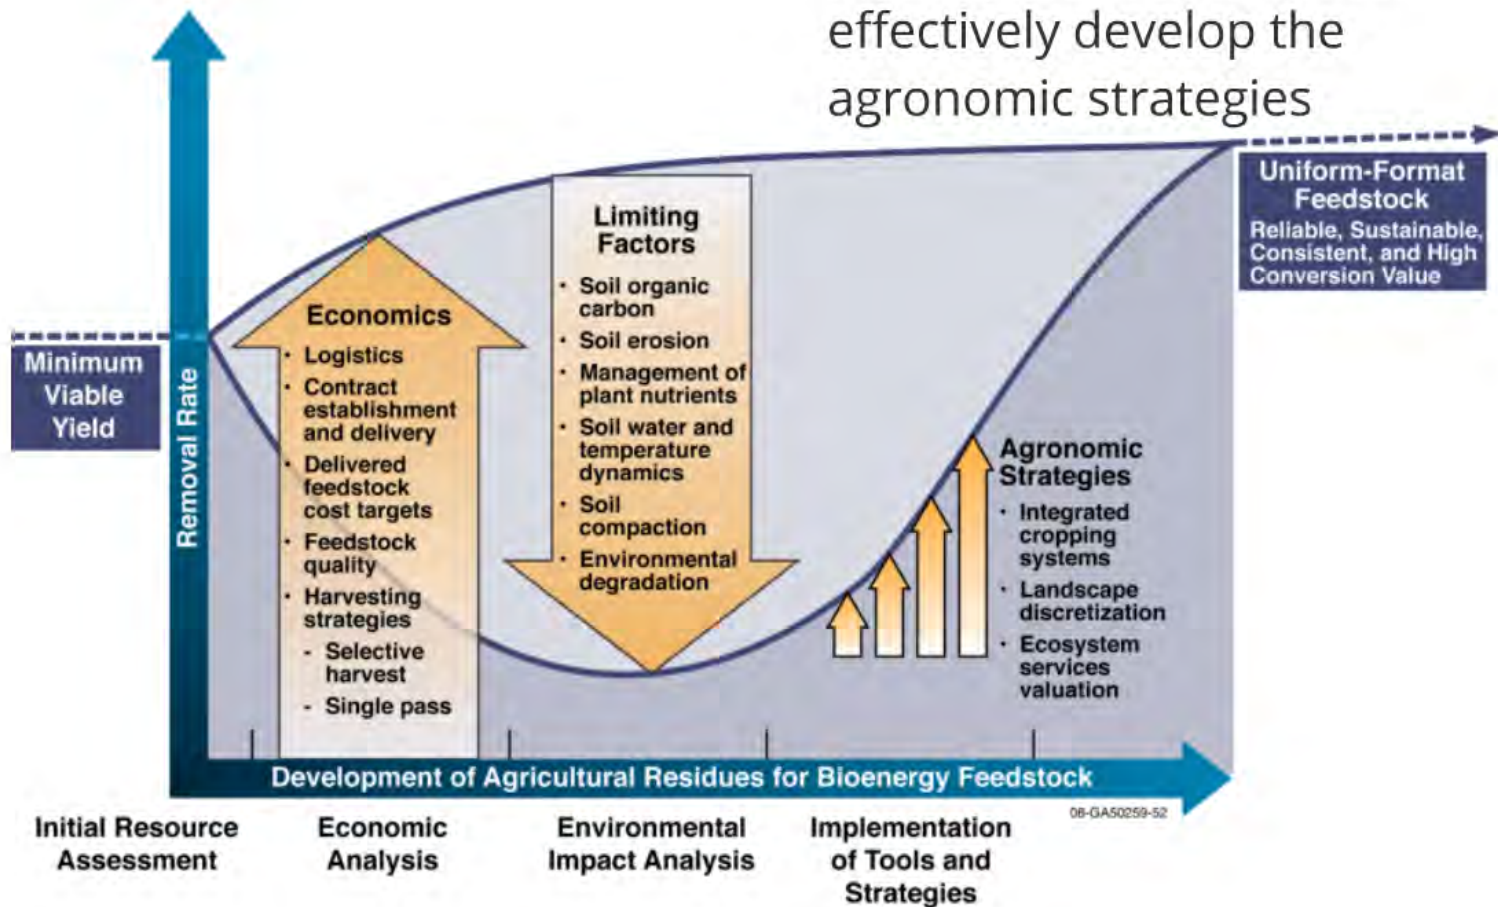 effectively develop the
agronomic strategies
Uniform-Format
Feedstock
Reliable, Sustainable,
Consistent, and High
Conversion Value
Minimum
Viable
Yield
Removal Rate
Economics
· Logistics
· Contract
establishment
and delivery
· Delivered
feedstock
cost targets
· Feedstock
quality
· Harvesting
strategies
- Selective
harvest
- Single pass
Limiting
Factors
· Soil organic
carbon
· Soil erosion
· Management of
plant nutrients
· Soil water and
temperature
dynamics
· Soil
compaction
· Environmental
degradation
Agronomic
Strategies
· Integrated
cropping
systems
· Landscape
discretization
· Ecosystem
services
valuation
Development of Agricultural Residues for Bioenergy Feedstock
08-GA50259-52
Initial Resource
Assessment
Economic
Analysis
Environmental
Impact Analysis
Implementation
of Tools and
Strategies